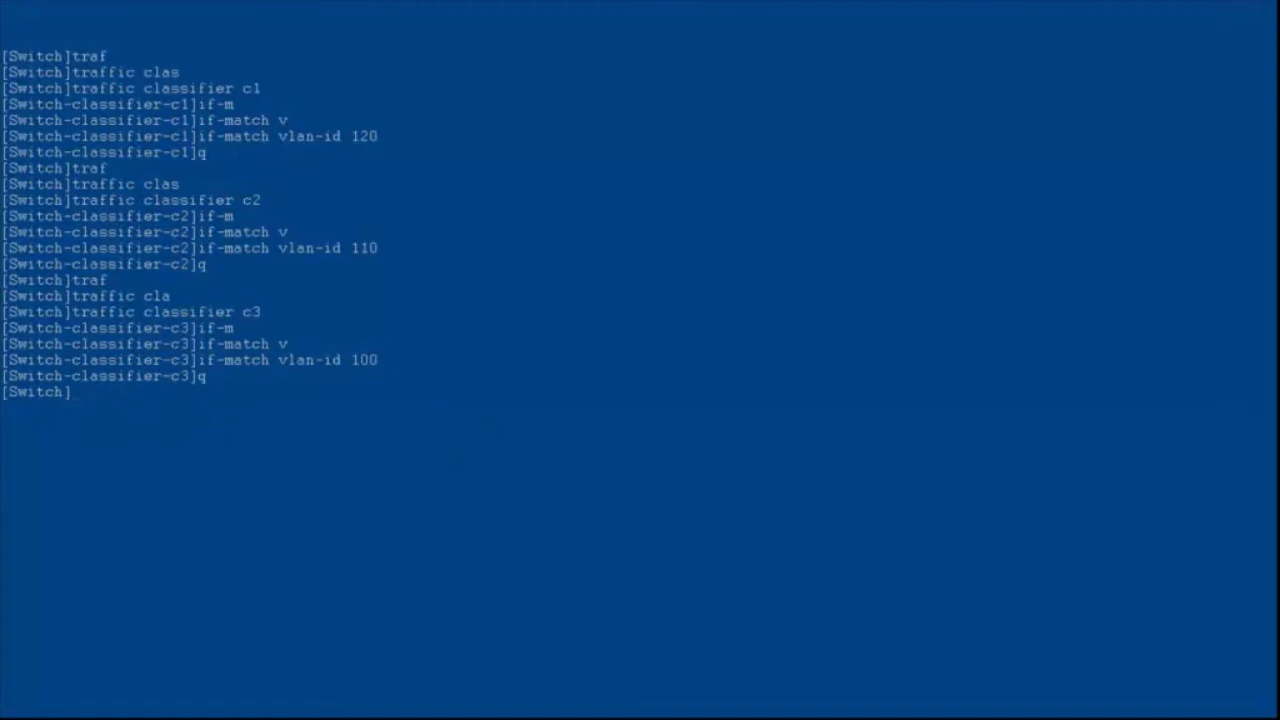 [Switch]traf
[Switch]traffic clas
[Switch]traffic classifier c1
[Switch-classifier-c1]if-m
[Switch-classifier-c1]if-match v
[Switch-classifier-c1]if-match vlan-id 120
[Switch-classifier-c1]q
[Switch]traf
[Switch]traffic clas
[Switch]traffic classifier c2
[Switch-classifier-c2]if-m
[Switch-classifier-c2]if-match v
[Switch-classifier-c2]if-match vlan-id 110
[Switch-classifier-c2]q
[Switch]traf
[Switch]traffic cla
[Switch]traffic classifier c3
[Switch-classifier-c3]if-m
[Switch-classifier-c3]if-match v
[Switch-classifier-c3]if-match vlan-id 100
[Switch-classifier-c3]q
[Switch]